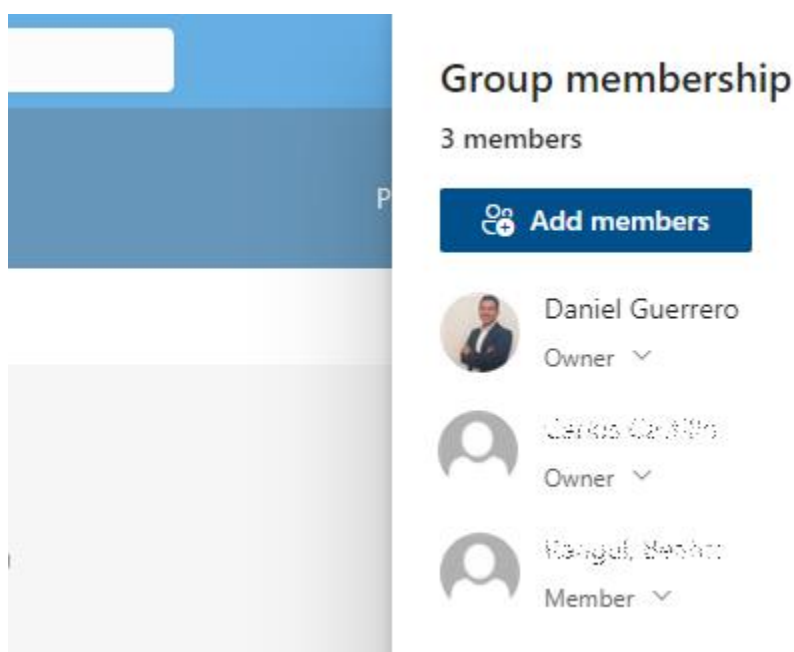 Group membership
3 members
P
Add members
Daniel Guerrero
Owner
Owner
Member